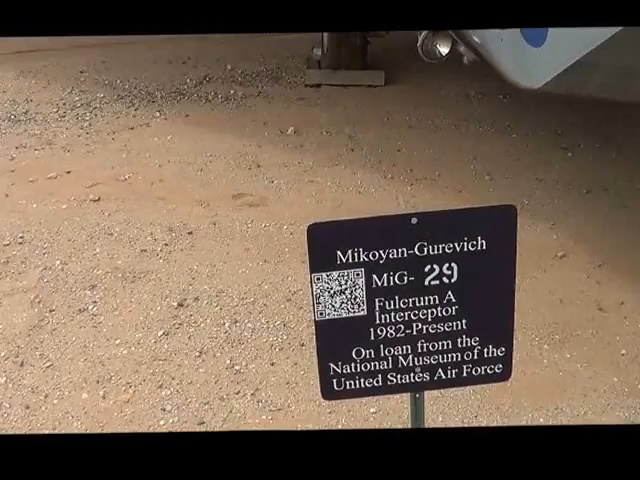 Mikoyan-Gurevich
MiG- 29
Fulcrum A
Interceptor
1982-Present
On loan from the
National Museum of the
United States Air Force